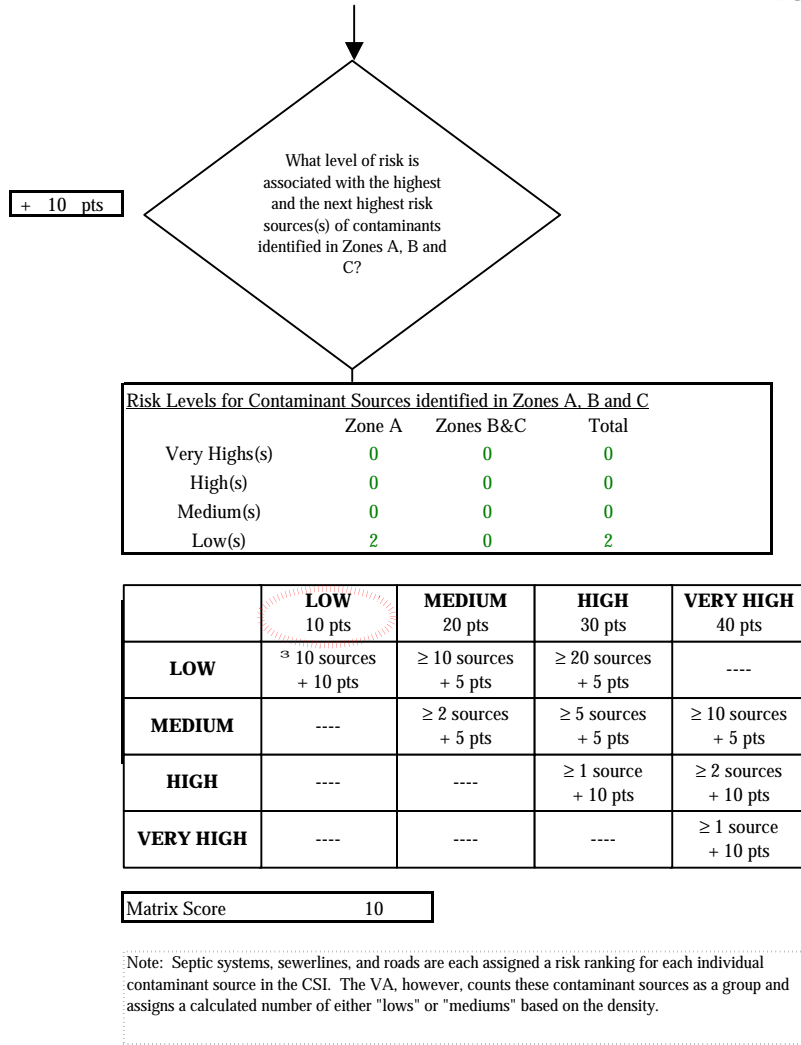 What level of risk is
associated with the highest
and the next highest risk
sources(s) of contaminants
identified in Zones A, B and
C?
+ 10 pts
Risk Levels for Contaminant Sources identified in Zones A, B and C
Zone A Zones B&C Total
Very Highs(s) 0 0 0
High(s) 0 0 0
Medium(s) 0 0 0
Low(s) 2 0 2
LOW MEDIUM HIGH VERY HIGH
10 pts 20 pts 30 pts 40 pts
LOW ³ 10 sources ≥ 10 sources ≥ 20 sources ----
+ 10 pts + 5 pts + 5 pts
MEDIUM ---- ≥ 2 sources ≥ 5 sources ≥ 10 sources
+ 5 pts + 5 pts + 5 pts
HIGH ---- ---- ≥ 1 source ≥ 2 sources
+ 10 pts + 10 pts
VERY HIGH ---- ---- ---- ≥ 1 source
+ 10 pts
Matrix Score 10
Note: Septic systems, sewerlines, and roads are each assigned a risk ranking for each individual
contaminant source in the CSI. The VA, however, counts these contaminant sources as a group and
assigns a calculated number of either "lows" or "mediums" based on the density.